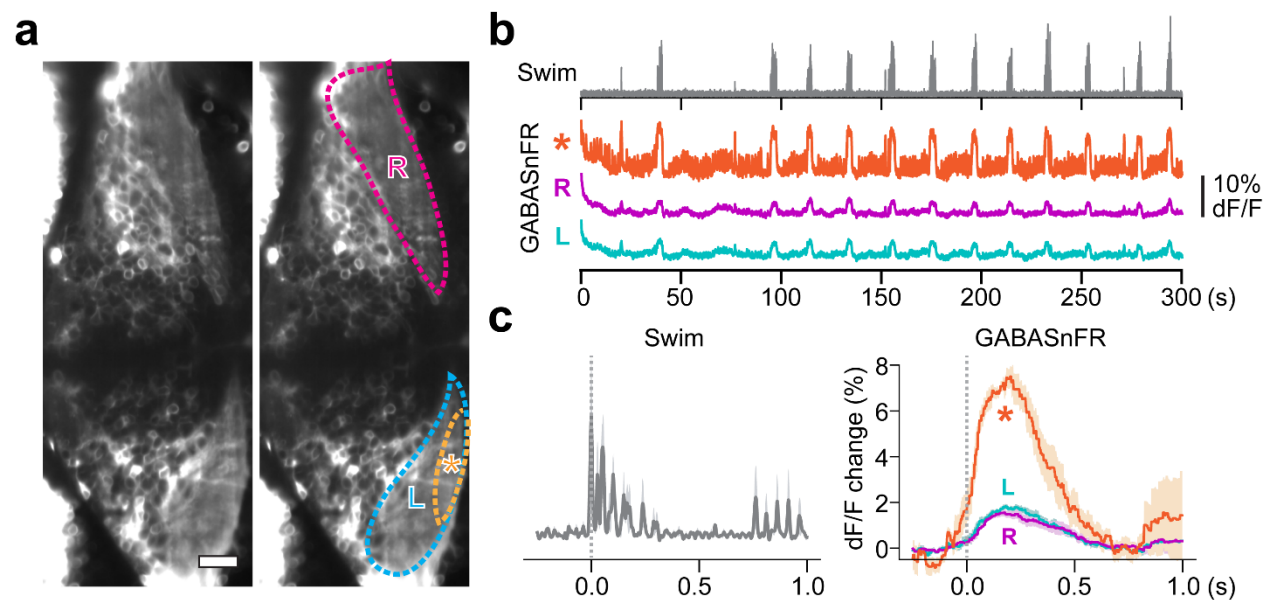 a
R
L
*
b
Swim
GABASnFR
*
R
L
10%
dF/F
0 50 100 150 200 250 300 (s)
c
Swim
0.0 0.5 1.0
GABASnFR
dF/F change (%)
8
6
4
2
0
*
L
R
0.0 0.5 1.0 (s)